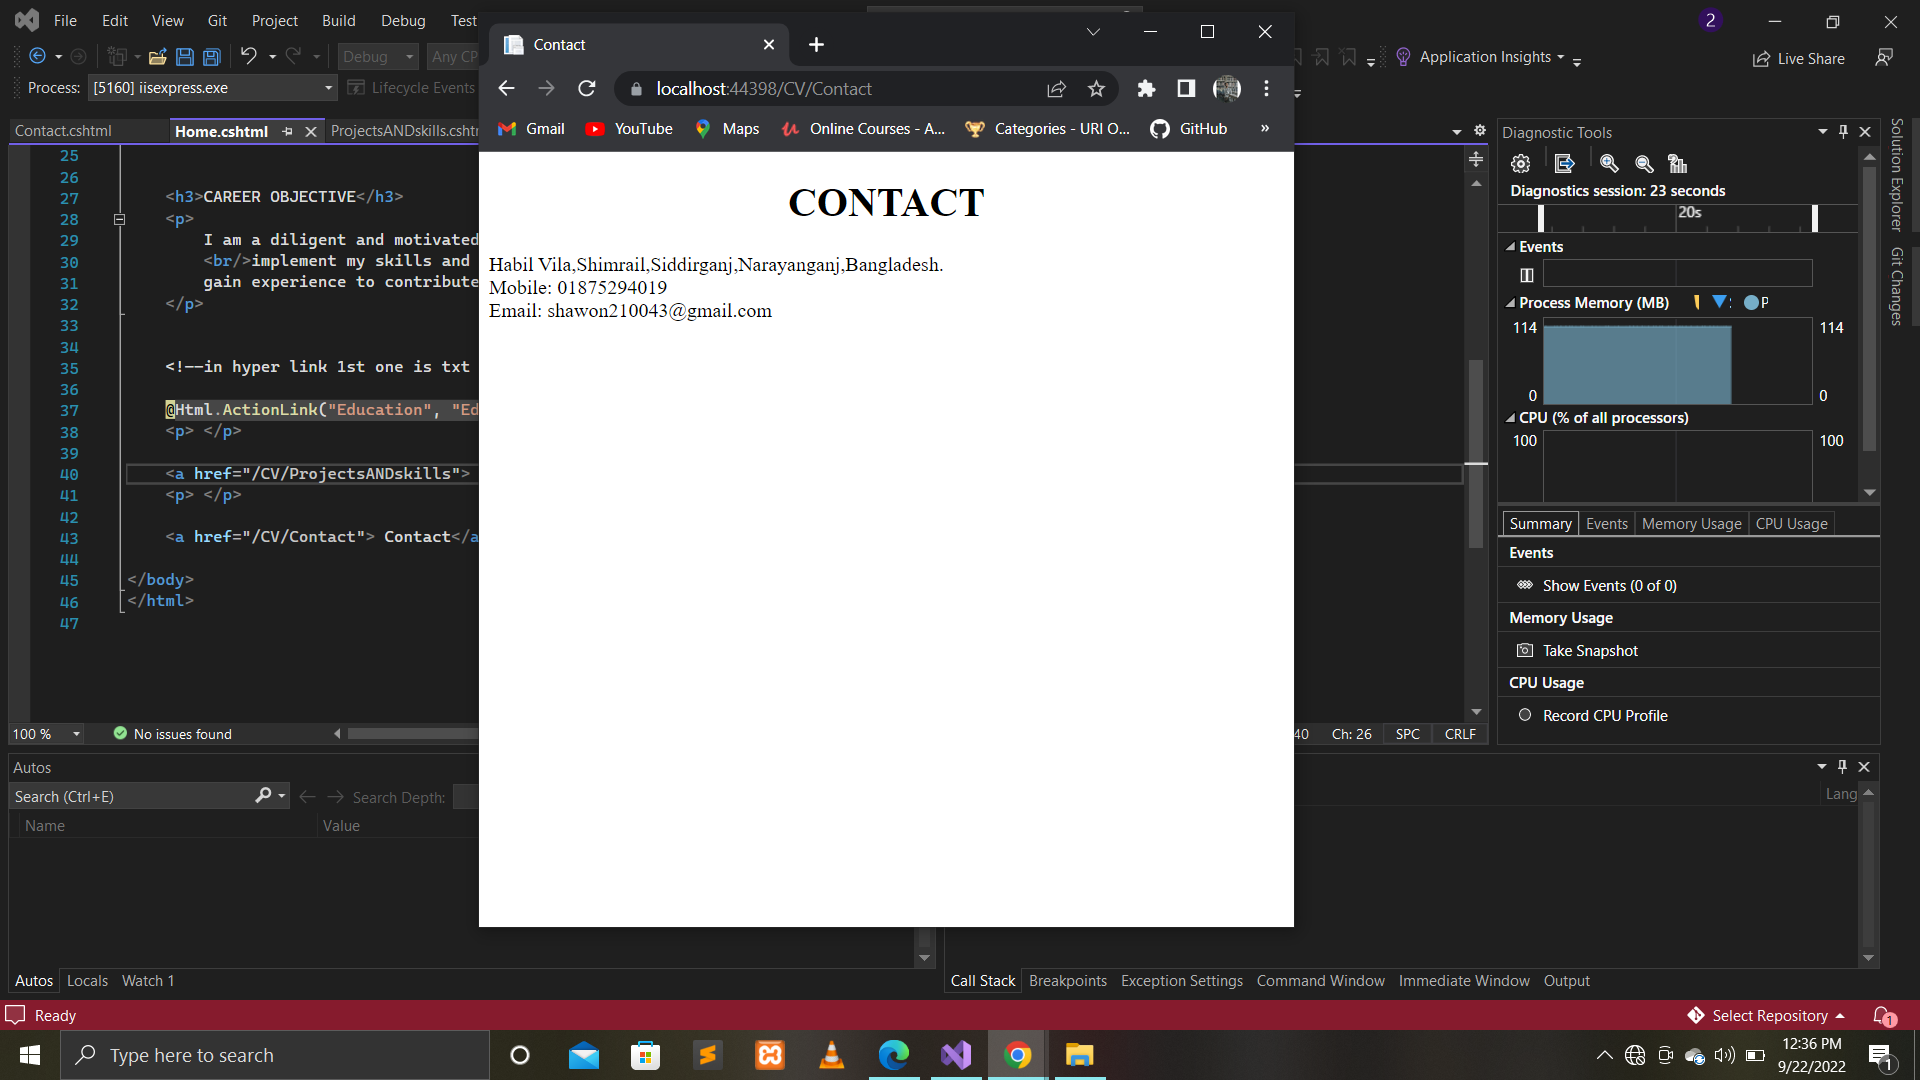 File Edit View Git Project Build Debug Test
2
Debug Any CP
Application Insights
Live Share
Process: [5160] iisexpress.exe Lifecycle Events
Contact.cshtml Home.cshtml ProjectsANDskills.cshtm
25
26
27 <h3>CAREER OBJECTIVE</h3>
28 <p>
29 I am a diligent and motivated
30 <br/>implement my skills and
31 gain experience to contribute
32 </p>
33
34
35 <!--in hyper link 1st one is txt
36
37 @Html.ActionLink("Education", "Ed
38 <p> </p>
39
40 <a href="/CV/ProjectsANDskills">
41 <p> </p>
42
43 <a href="/CV/Contact"> Contact</a
44
45 </body>
46 </html>
47
100 % No issues found
40 Ch: 26 SPC CRLF
Contact
localhost:44398/CV/Contact
Gmail YouTube Maps Online Courses - A... Categories - URI O... GitHub »
CONTACT
Habil Vila,Shimrail,Siddirganj,Narayanganj,Bangladesh.
Mobile: 01875294019
Email: shawon210043@gmail.com
Diagnostic Tools
Diagnostics session: 23 seconds
20s
Events
Process Memory (MB) P
114 114
0 0
CPU (% of all processors)
100 100
Summary Events Memory Usage CPU Usage
Events
Show Events (0 of 0)
Memory Usage
Take Snapshot
CPU Usage
Record CPU Profile
Solution Explorer
Git Changes
Autos
Search (Ctrl+E) Search Depth:
Name Value
Lang
Autos Locals Watch 1
Call Stack Breakpoints Exception Settings Command Window Immediate Window Output
Ready
Select Repository
1
Type here to search
12:36 PM
9/22/2022
1